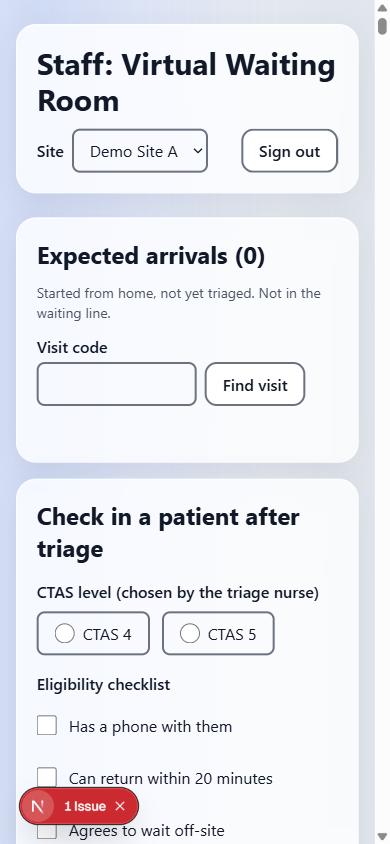 Staff: Virtual Waiting
Room
Site
Demo Site A
Sign out
Expected arrivals (0)
Started from home, not yet triaged. Not in the
waiting line.
Visit code
Find visit
Check in a patient after
triage
CTAS level (chosen by the triage nurse)
CTAS 4
CTAS 5
Eligibility checklist
Has a phone with them
Can return within 20 minutes
N 1 Issue
Agrees to wait off-site